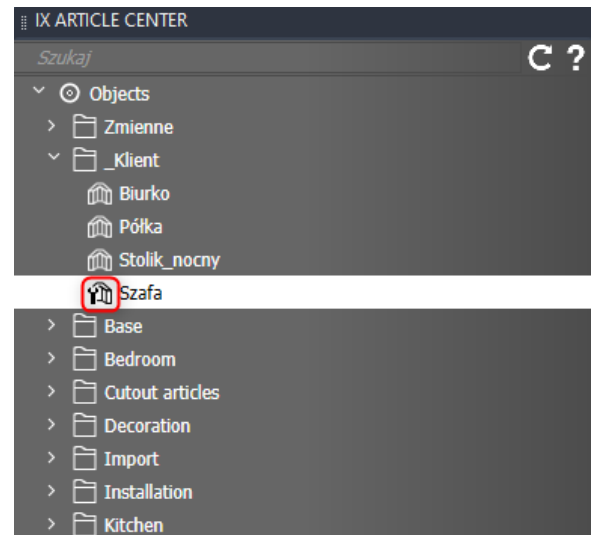 IX ARTICLE CENTER
Szukaj
Objects
Zmienne
_Klient
Biurko
Półka
Stolik_nocny
Szafa
Base
Bedroom
Cutout articles
Decoration
Import
Installation
Kitchen